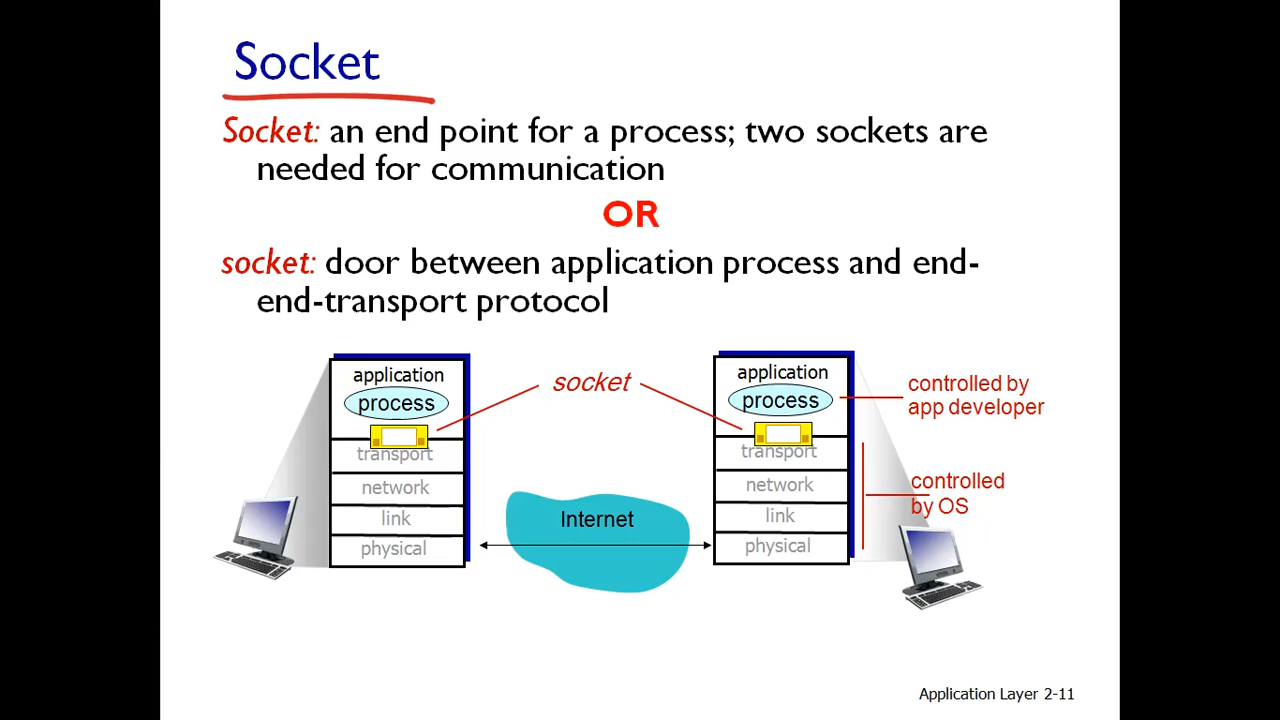 Socket
Socket: an end point for a process; two sockets are
needed for communication
OR
socket: door between application process and end-
end-transport protocol
application
process
transport
network
link
physical
socket
Internet
application
process
transport
network
link
physical
controlled by
app developer
controlled
by OS
Application Layer 2-11